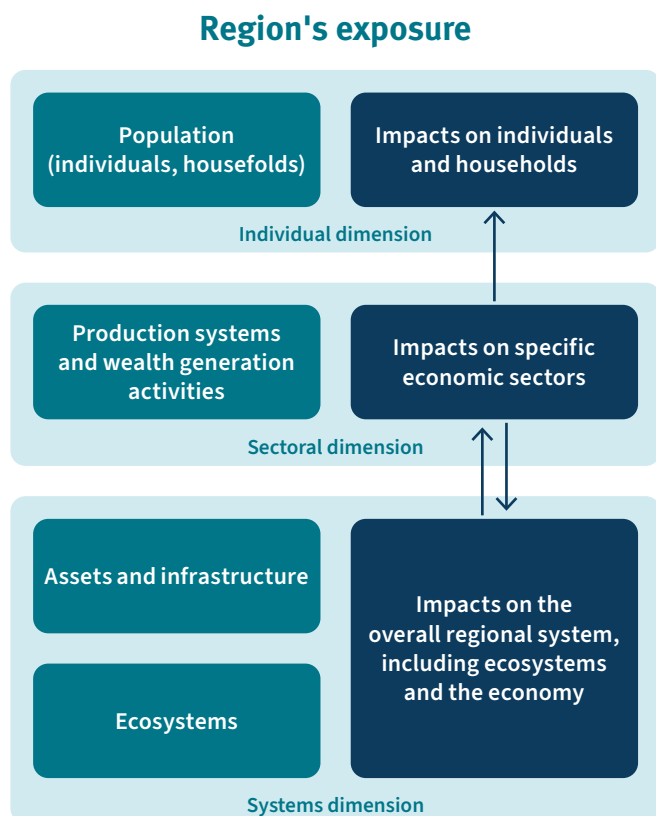 Region's exposure
Population
(individuals, housefolds)
Impacts on individuals
and households
Individual dimension
Production systems
and wealth generation
activities
Impacts on specific
economic sectors
Sectoral dimension
Assets and infrastructure
Ecosystems
Impacts on the
overall regional system,
including ecosystems
and the economy
Systems dimension